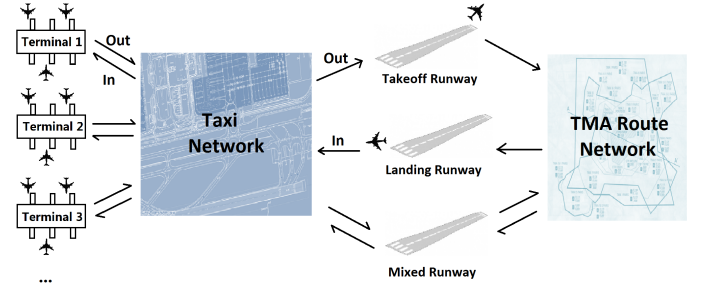 Terminal 1
Out
In
Terminal 2
Terminal 3
...
Taxi
Network
Out
Takeoff Runway
In
Landing Runway
Mixed Runway
TMA Route
Network